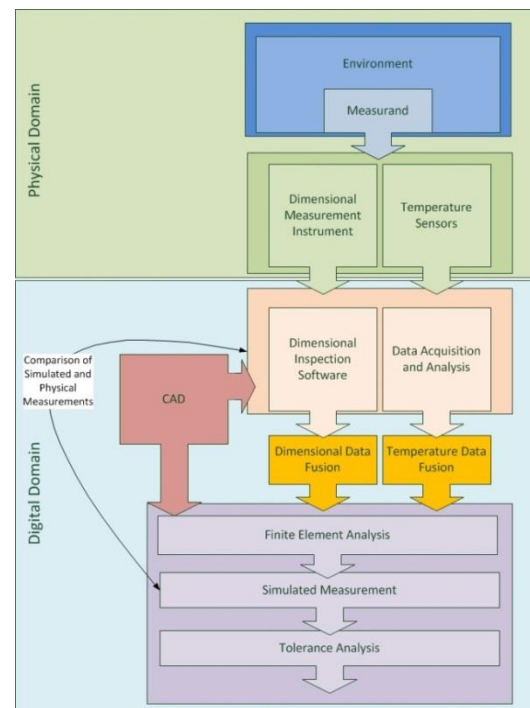 Physical Domain
Environment
Measurand
Dimensional
Measurement
Instrument
Temperature
Sensors
Digital Domain
Comparison of
Simulated and
Physical
Measurements
CAD
Dimensional
Inspection
Software
Data Acquisition
and Analysis
Dimensional Data
Fusion
Temperature Data
Fusion
Finite Element Analysis
Simulated Measurement
Tolerance Analysis